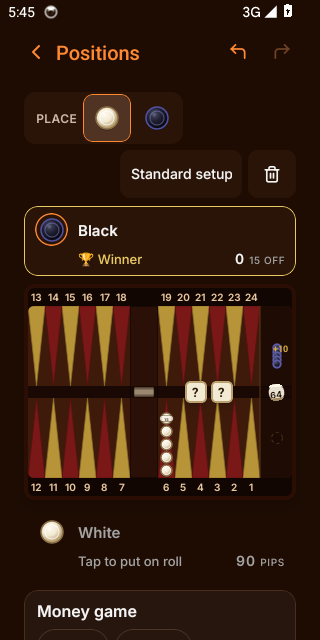 5:45
3G
Positions
PLACE
Standard setup
Black
🏆 Winner
0 15 OFF
13 14 15 16 17 18 19 20 21 22 23 24
+10
? ?
64
12 11 10 9 8 7 6 5 4 3 2 1
White
Tap to put on roll
90 PIPS
Money game